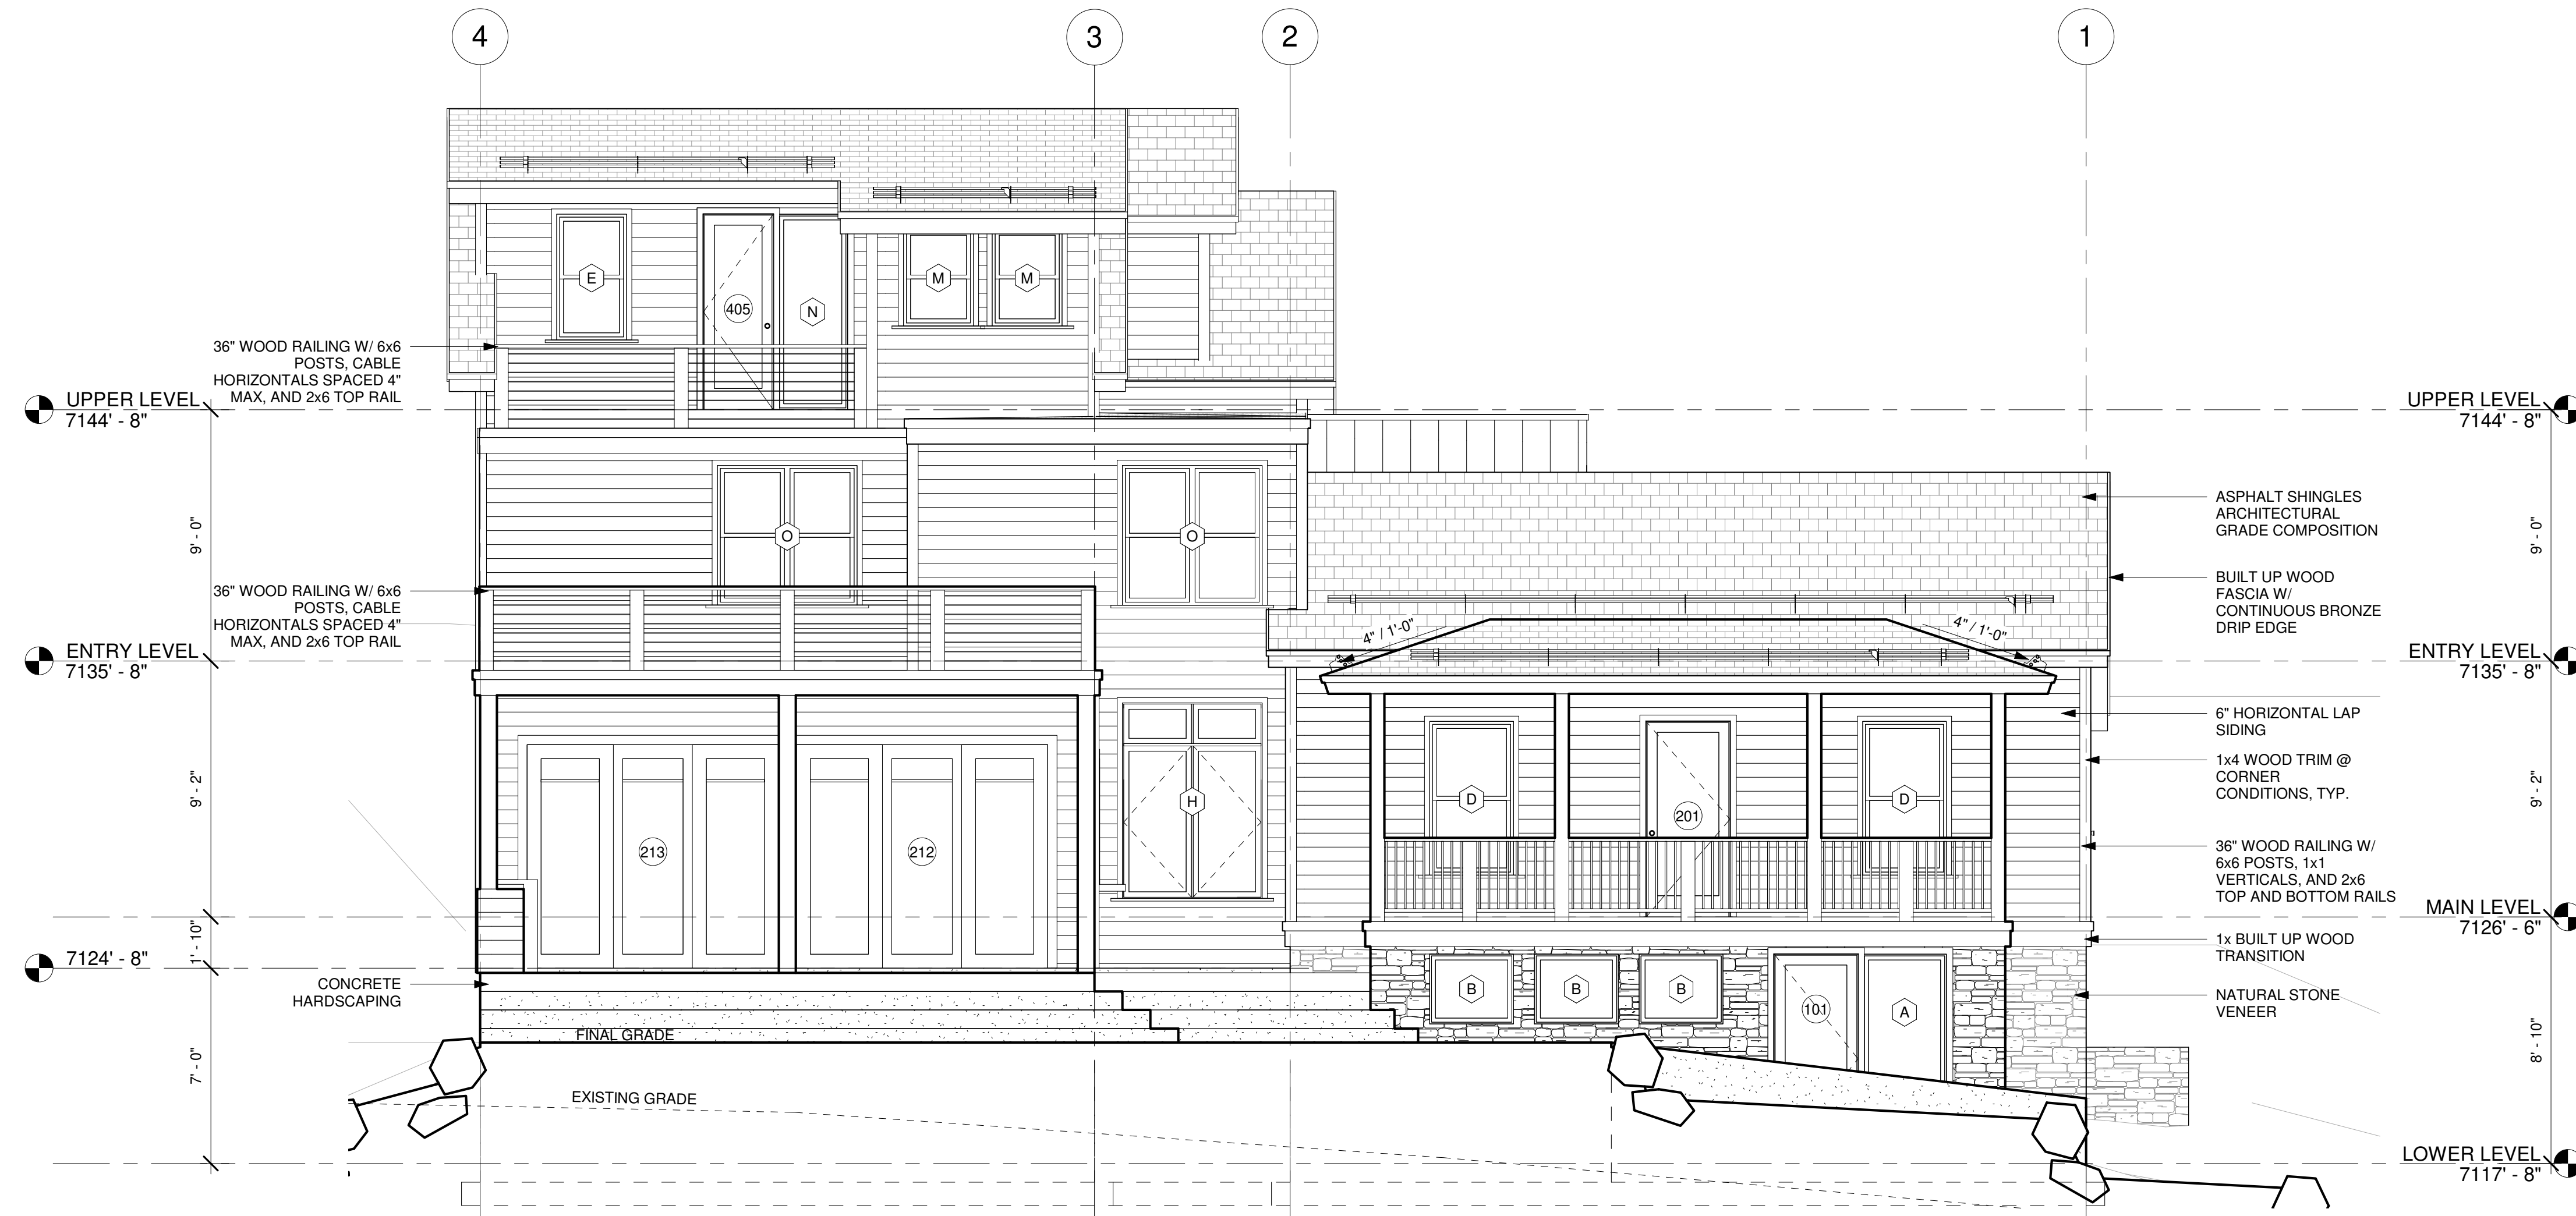 4
3
2
1
E
405
N
M
M
36" WOOD RAILING W/ 6x6
POSTS, CABLE
HORIZONTALS SPACED 4"
MAX, AND 2x6 TOP RAIL
UPPER LEVEL
7144' - 8"
UPPER LEVEL
7144' - 8"
9' - 0"
O
O
ASPHALT SHINGLES
ARCHITECTURAL
GRADE COMPOSITION
9' - 0"
BUILT UP WOOD
FASCIA W/
CONTINUOUS BRONZE
DRIP EDGE
36" WOOD RAILING W/ 6x6
POSTS, CABLE
HORIZONTALS SPACED 4"
MAX, AND 2x6 TOP RAIL
4" / 1'-0"
4" / 1'-0"
ENTRY LEVEL
7135' - 8"
ENTRY LEVEL
7135' - 8"
6" HORIZONTAL LAP
SIDING
1x4 WOOD TRIM @
CORNER
CONDITIONS, TYP.
9' - 2"
9' - 2"
H
D
201
D
213
212
36" WOOD RAILING W/
6x6 POSTS, 1x1
VERTICALS, AND 2x6
TOP AND BOTTOM RAILS
MAIN LEVEL
7126' - 6"
1' - 10"
7124' - 8"
1x BUILT UP WOOD
TRANSITION
CONCRETE
HARDSCAPING
B
B
B
101
A
NATURAL STONE
VENEER
FINAL GRADE
7' - 0"
8' - 10"
EXISTING GRADE
LOWER LEVEL
7117' - 8"